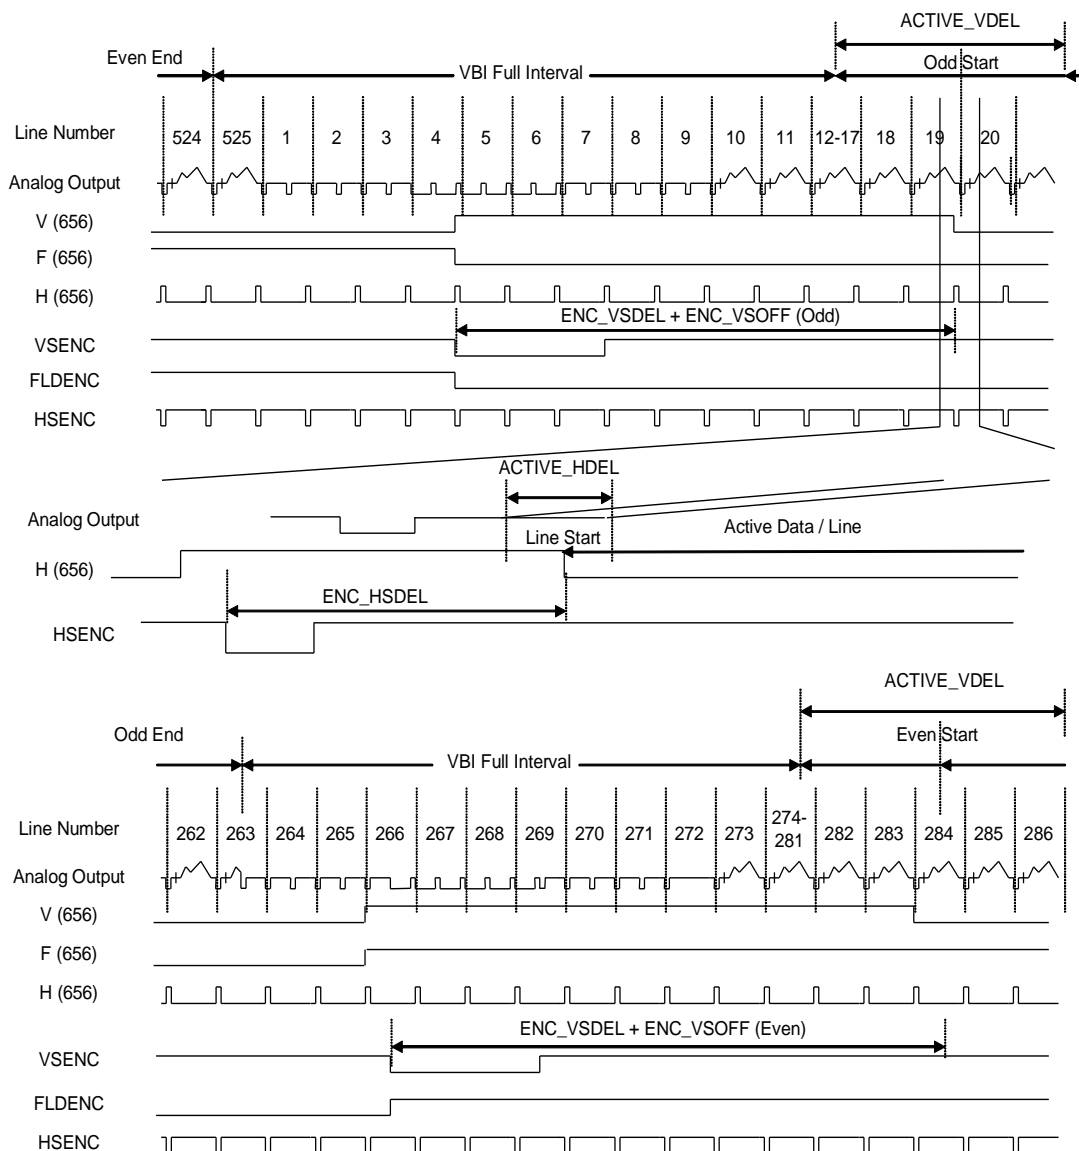 ACTIVE_VDEL
Even End
VBI Full Interval
Odd Start
Line Number 524 525 1 2 3 4 5 6 7 8 9 10 11 12-17 18 19 20
Analog Output
V (656)
F (656)
H (656)
ENC_VSDEL + ENC_VSOFF (Odd)
VSENC
FLDENC
HSENC
ACTIVE_HDEL
Analog Output
Line Start
Active Data / Line
H (656)
ENC_HSDEL
HSENC
ACTIVE_VDEL
Odd End
Even Start
VBI Full Interval
Line Number 262 263 264 265 266 267 268 269 270 271 272 273 274-281 282 283 284 285 286
Analog Output
V (656)
F (656)
H (656)
ENC_VSDEL + ENC_VSOFF (Even)
VSENC
FLDENC
HSENC